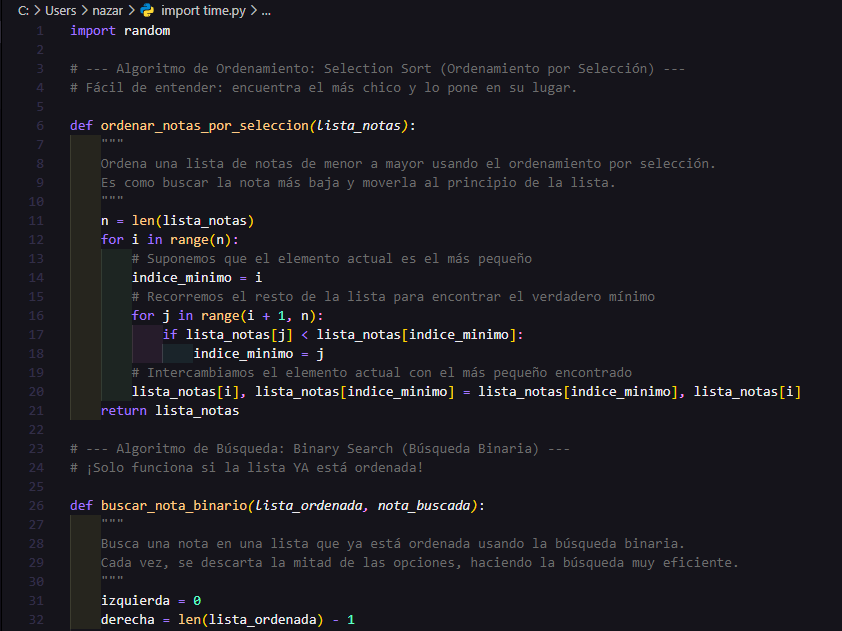 C: > Users > nazar > import time.py > ...
1 import random
2
3 # --- Algoritmo de Ordenamiento: Selection Sort (Ordenamiento por Selección) ---
4 # Fácil de entender: encuentra el más chico y lo pone en su lugar.
5
6 def ordenar_notas_por_seleccion(lista_notas):
7     """
8     Ordena una lista de notas de menor a mayor usando el ordenamiento por selección.
9     Es como buscar la nota más baja y moverla al principio de la lista.
10     """
11     n = len(lista_notas)
12     for i in range(n):
13         # Suponemos que el elemento actual es el más pequeño
14         indice_minimo = i
15         # Recorremos el resto de la lista para encontrar el verdadero mínimo
16         for j in range(i + 1, n):
17             if lista_notas[j] < lista_notas[indice_minimo]:
18                 indice_minimo = j
19         # Intercambiamos el elemento actual con el más pequeño encontrado
20         lista_notas[i], lista_notas[indice_minimo] = lista_notas[indice_minimo], lista_notas[i]
21     return lista_notas
22
23 # --- Algoritmo de Búsqueda: Binary Search (Búsqueda Binaria) ---
24 # ¡Solo funciona si la lista YA está ordenada!
25
26 def buscar_nota_binario(lista_ordenada, nota_buscada):
27     """
28     Busca una nota en una lista que ya está ordenada usando la búsqueda binaria.
29     Cada vez, se descarta la mitad de las opciones, haciendo la búsqueda muy eficiente.
30     """
31     izquierda = 0
32     derecha = len(lista_ordenada) - 1